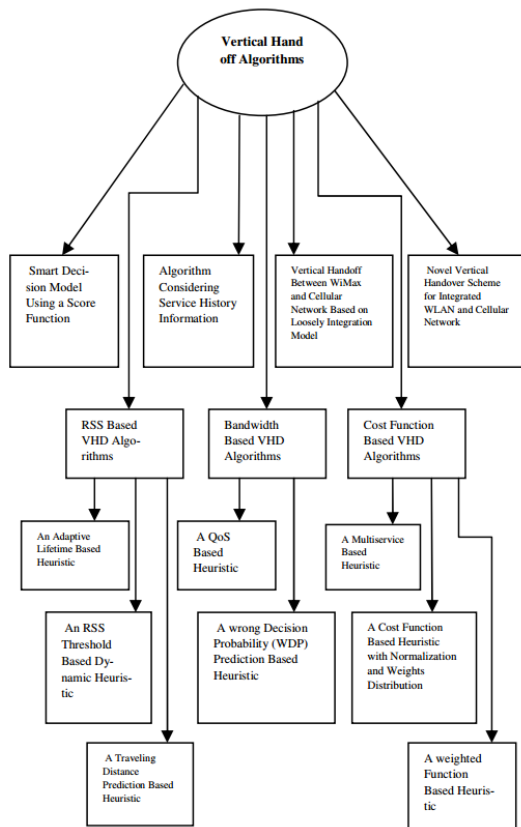 Vertical Hand
off Algorithms
Smart Deci-
sion Model
Using a Score
Function
Algorithm
Considering
Service History
Information
Vertical Handoff
Between WiMax
and Cellular
Network Based on
Loosely Integration
Model
Novel Vertical
Handover Scheme
for Integrated
WLAN and Cellular
Network
RSS Based
VHD Algo-
rithms
Bandwidth
Based VHD
Algorithms
Cost Function
Based VHD
Algorithms
An Adaptive
Lifetime Based
Heuristic
A QoS
Based
Heuristic
A Multiservice
Based
Heuristic
An RSS
Threshold
Based Dy-
namic Heuris-
tic
A wrong Decision
Probability (WDP)
Prediction Based
Heuristic
A Cost Function
Based Heuristic
with Normalization
and Weights
Distribution
A Traveling
Distance
Prediction Based
Heuristic
A weighted
Function
Based Heuris-
tic